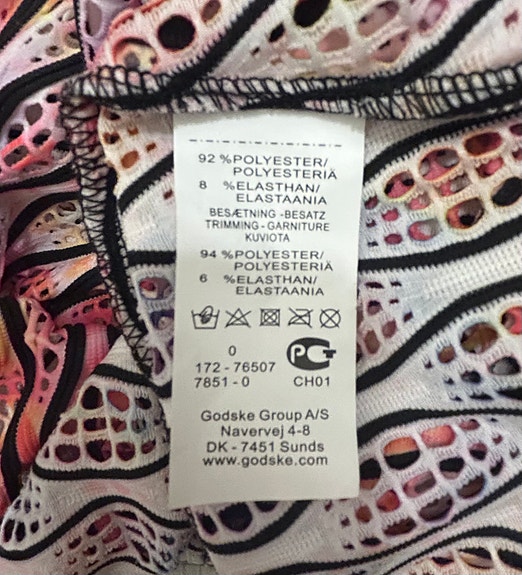 92 %POLYESTER/
POLYESTERIÄ
8 %ELASTHAN/
ELASTAANIA
BESÆTNING -BESATZ
TRIMMING - GARNITURE
KUVIOTA
94 %POLYESTER/
POLYESTERIÄ
6 %ELASTHAN/
ELASTAANIA
0
172 - 76507
7851 - 0 CH01
Godske Group A/S
Navervej 4-8
DK - 7451 Sunds
www.godske.com